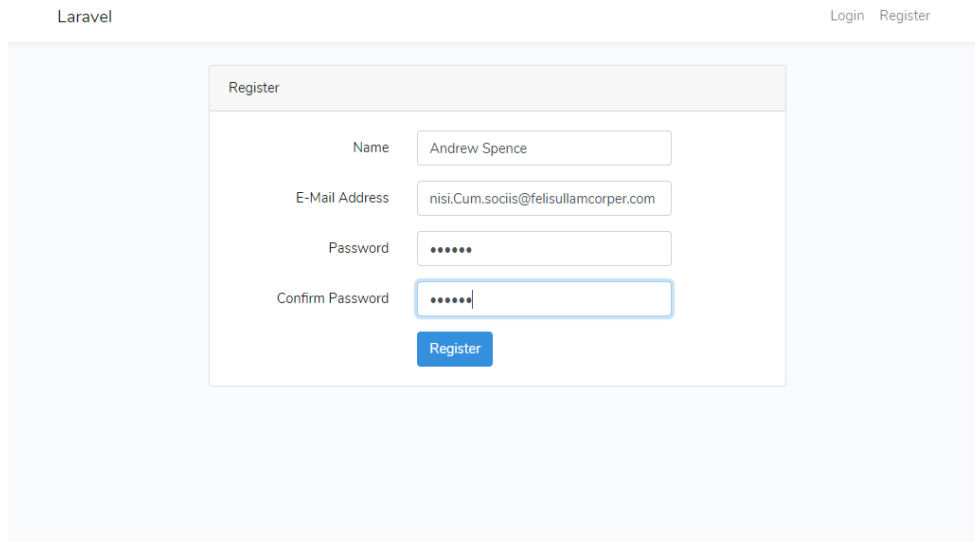 Laravel Login Register
Register
Name Andrew Spence
E-Mail Address nisi.Cum.sociis@felisullamcorper.com
Password ••••••
Confirm Password ••••••
Register